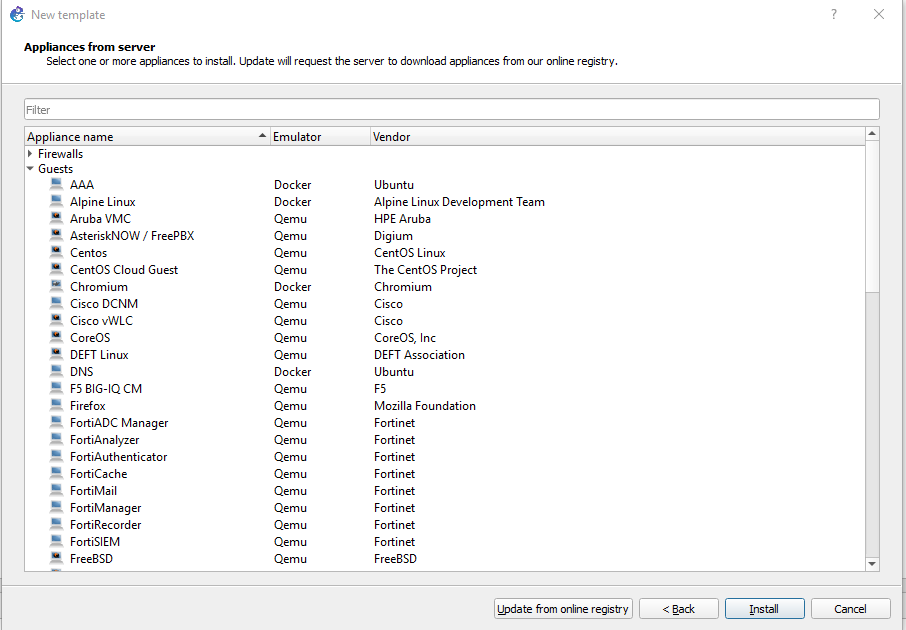 New template ?
Appliances from server
Select one or more appliances to install. Update will request the server to download appliances from our online registry.
Filter
Appliance name Emulator Vendor
Firewalls
Guests
AAA Docker Ubuntu
Alpine Linux Docker Alpine Linux Development Team
Aruba VMC Qemu HPE Aruba
AsteriskNOW / FreePBX Qemu Digium
Centos Qemu CentOS Linux
CentOS Cloud Guest Qemu The CentOS Project
Chromium Docker Chromium
Cisco DCNM Qemu Cisco
Cisco vWLC Qemu Cisco
CoreOS Qemu CoreOS, Inc
DEFT Linux Qemu DEFT Association
DNS Docker Ubuntu
F5 BIG-IQ CM Qemu F5
Firefox Qemu Mozilla Foundation
FortiADC Manager Qemu Fortinet
FortiAnalyzer Qemu Fortinet
FortiAuthenticator Qemu Fortinet
FortiCache Qemu Fortinet
FortiMail Qemu Fortinet
FortiManager Qemu Fortinet
FortiRecorder Qemu Fortinet
FortiSIEM Qemu Fortinet
FreeBSD Qemu FreeBSD
Update from online registry < Back Install Cancel